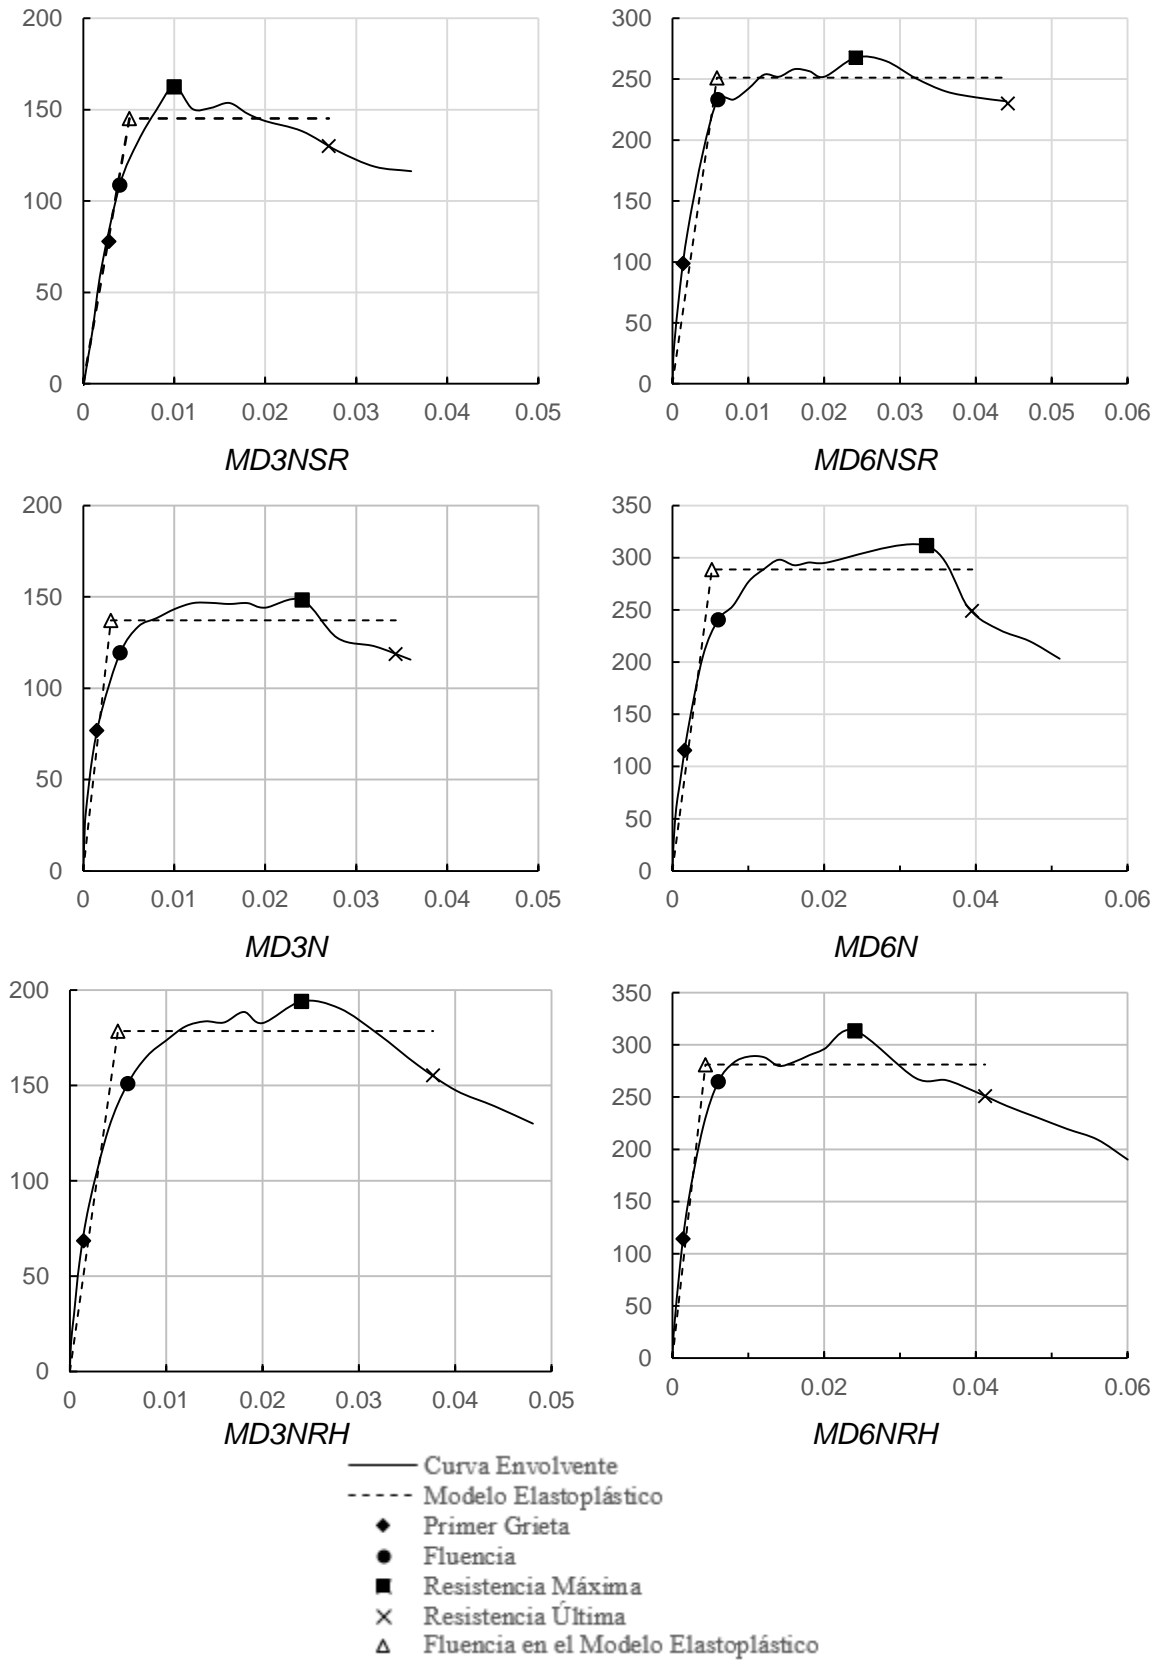 200
150
100
50
0
0 0.01 0.02 0.03 0.04 0.05
MD3NSR
300
250
200
150
100
50
0
0 0.01 0.02 0.03 0.04 0.05 0.06
MD6NSR
200
150
100
50
0
0 0.01 0.02 0.03 0.04 0.05
MD3N
350
300
250
200
150
100
50
0
0 0.02 0.04 0.06
MD6N
200
150
100
50
0
0 0.01 0.02 0.03 0.04 0.05
MD3NRH
350
300
250
200
150
100
50
0
0 0.02 0.04 0.06
MD6NRH
Curva Envolvente
Modelo Elastoplástico
Primer Grieta
Fluencia
Resistencia Máxima
Resistencia Última
Fluencia en el Modelo Elastoplástico